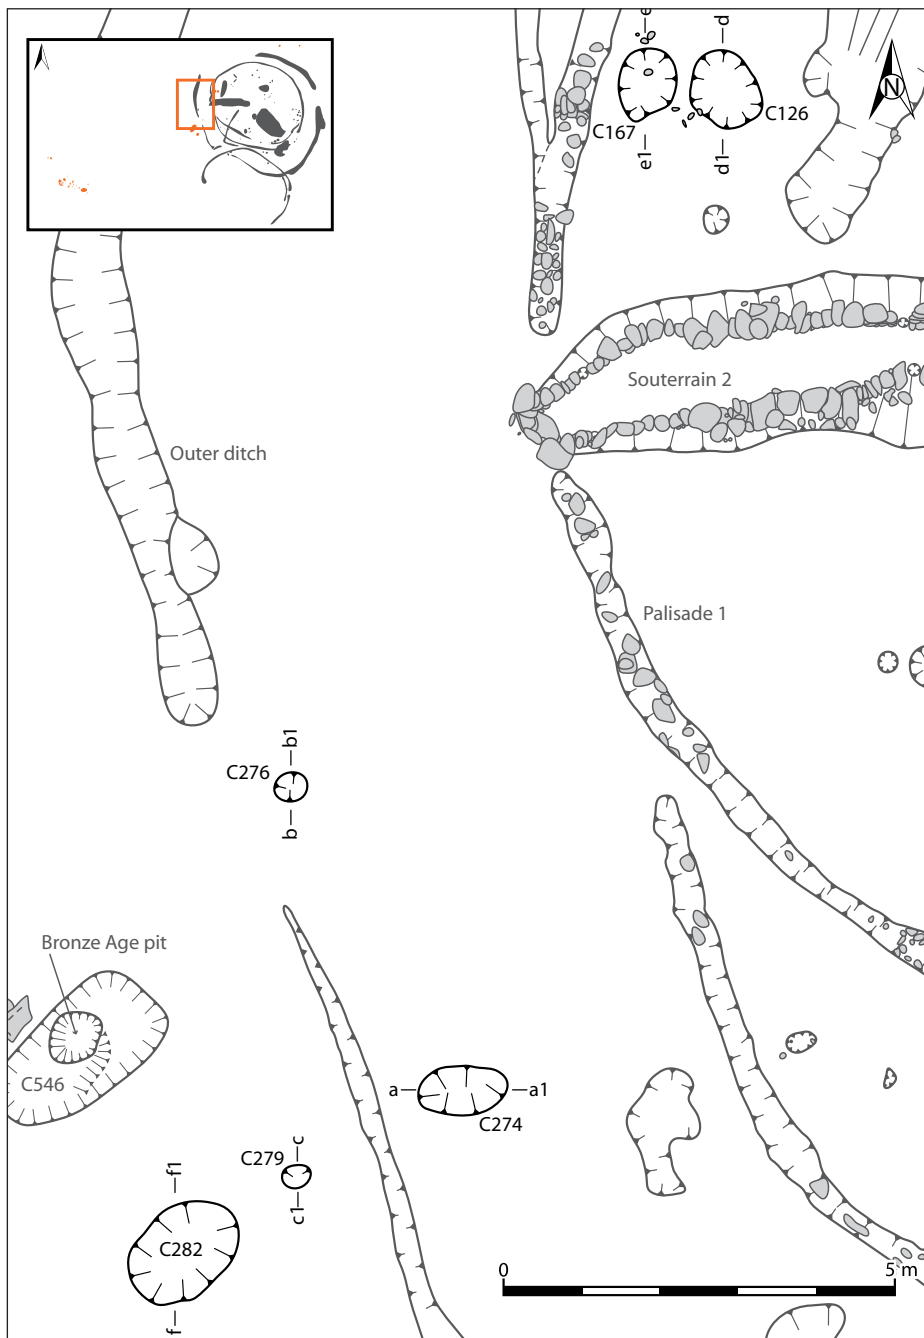 e
d
N
C167
C126
e1
d1
Souterrain 2
Outer ditch
Palisade 1
b1
C276
b
Bronze Age pit
C546
a
a1
C274
C279
c
c1
f1
C282
f
0
5 m